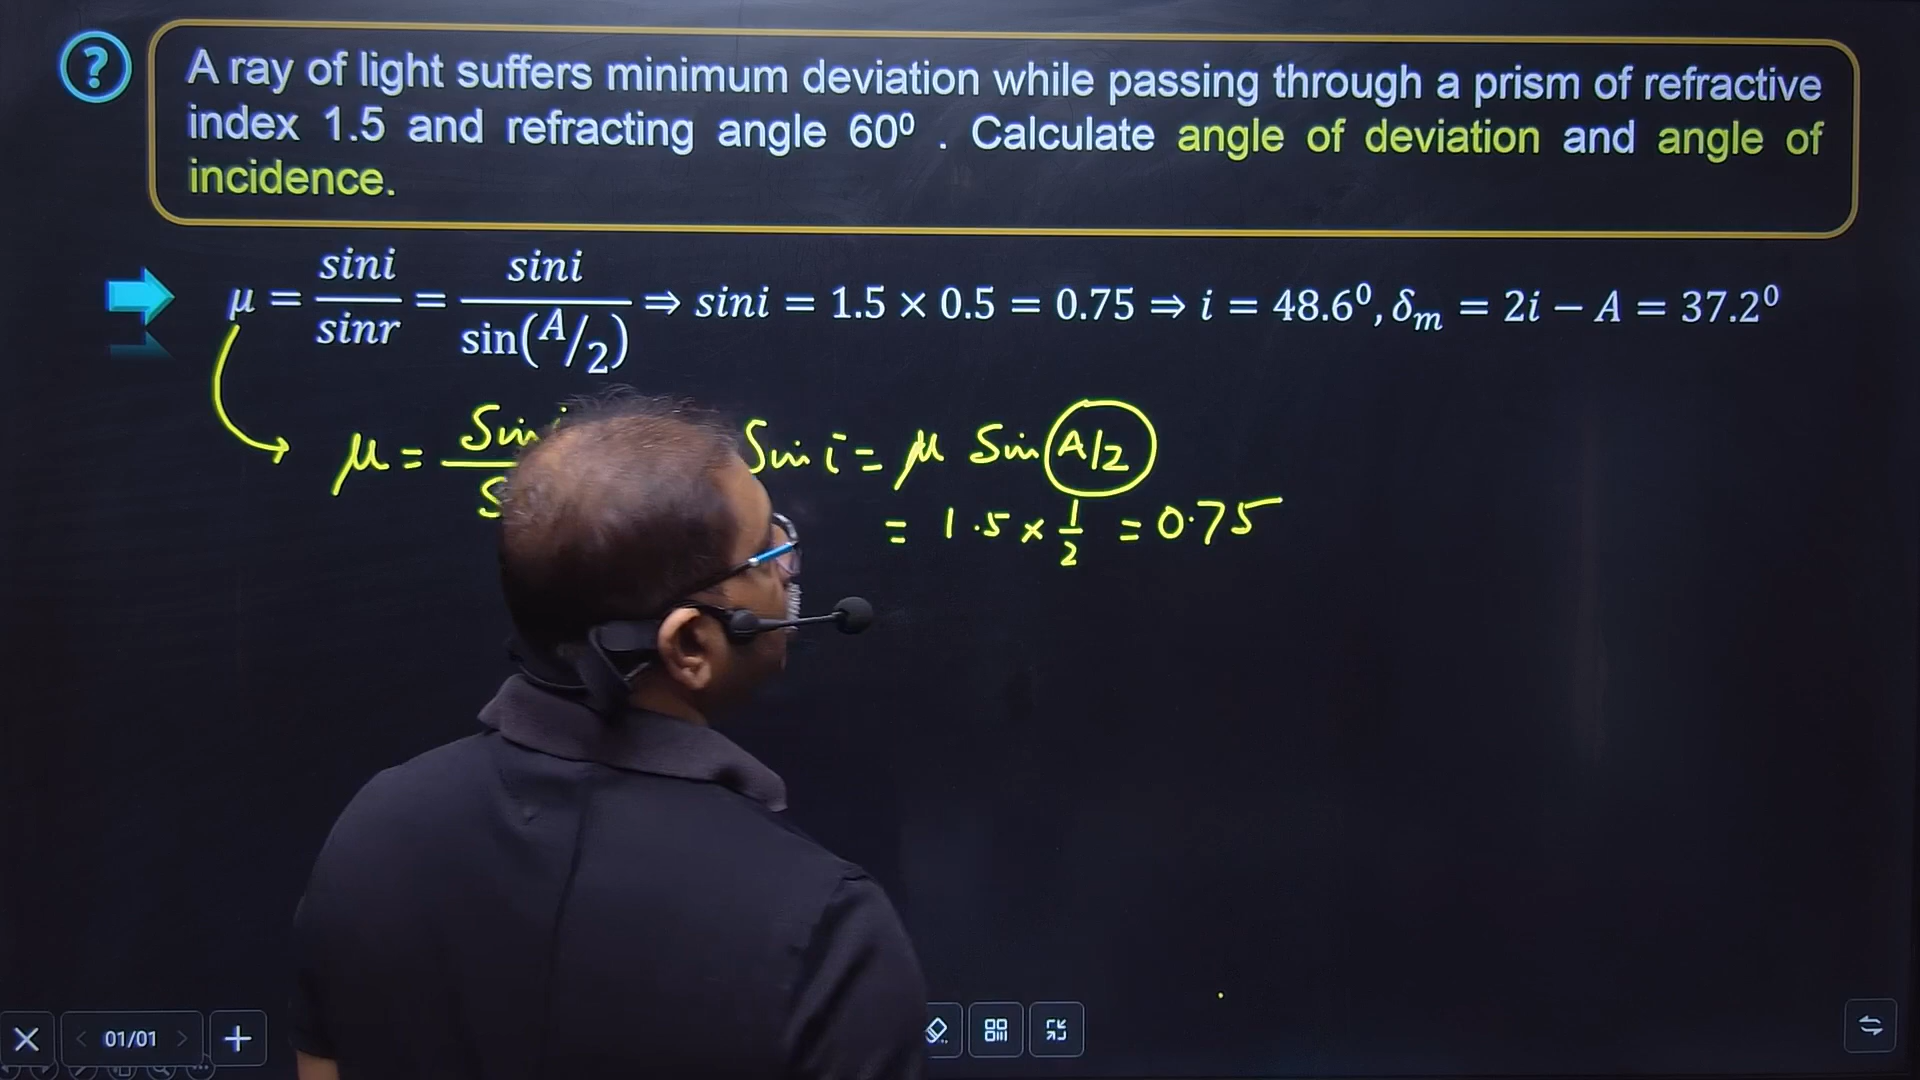 ?
A ray of light suffers minimum deviation while passing through a prism of refractive
index 1.5 and refracting angle 60⁰ . Calculate angle of deviation and angle of
incidence.
μ = sini/sinr = sini/sin(A/2) ⇒ sini = 1.5 × 0.5 = 0.75 ⇒ i = 48.6⁰, δₘ = 2i − A = 37.2⁰
μ = Sini Sin i = μ Sin A/2
= 1.5 × 1/2 = 0.75
01/01